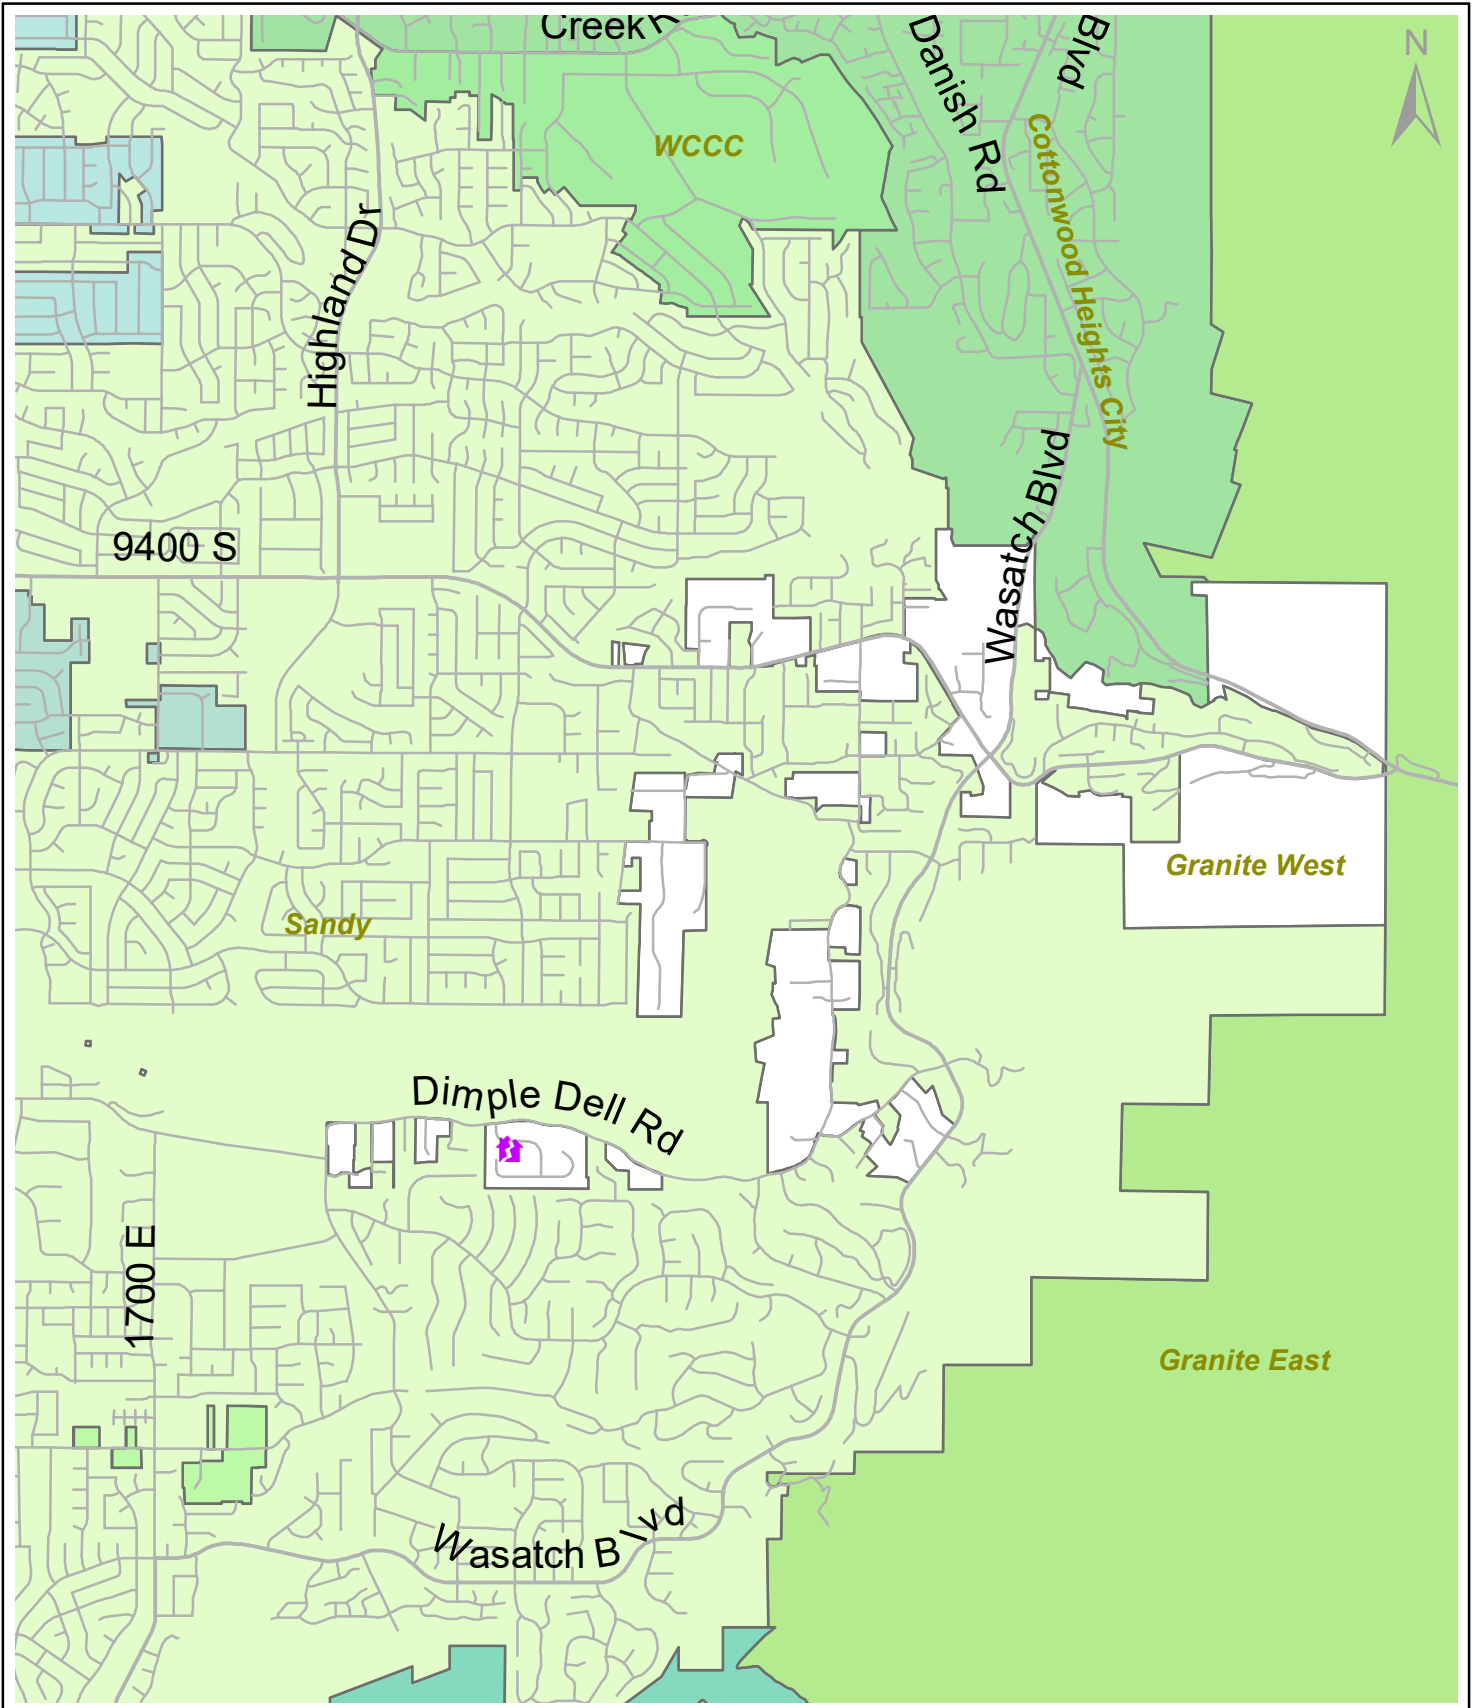 Creek R
Danish Rd
Blvd
N
WCCC
Cottonwood Heights City
Highland Dr
Wasatch Blvd
9400 S
Granite West
Sandy
Dimple Dell Rd
1700 E
Granite East
Wasatch Blvd